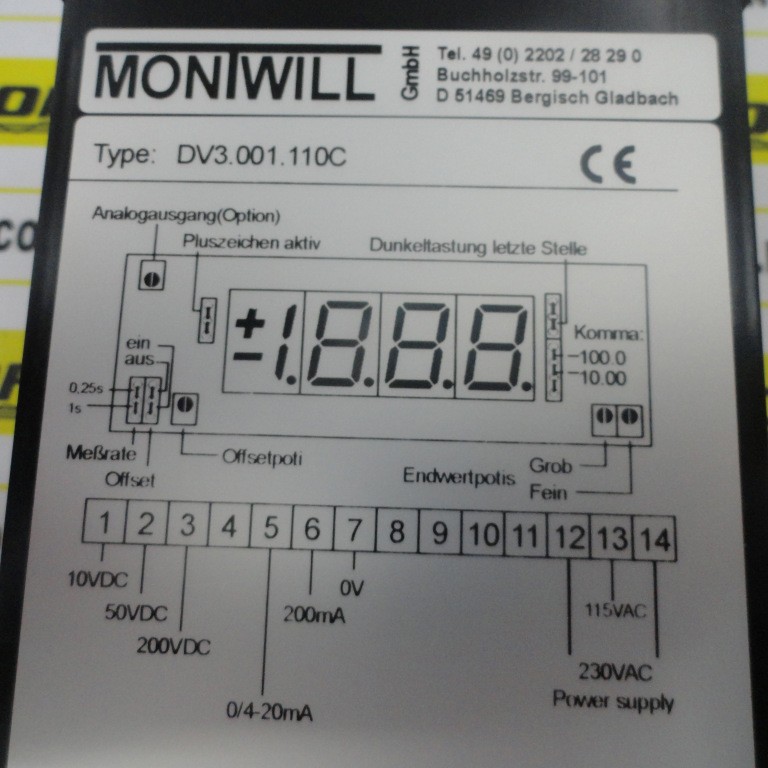 MONTWILL GmbH
Tel. 49 (0) 2202 / 28 29 0
Buchholzstr. 99-101
D 51469 Bergisch Gladbach
Type: DV3.001.110C CE
Analogausgang(Option)
Pluszeichen aktiv
Dunkeltastung letzte Stelle
±1.8.8.8.
Komma:
100.0
10.00
ein
aus
0,25s
1s
Meßrate
Offset
Offsetpoti
Endwertpotis
Grob
Fein
1 2 3 4 5 6 7 8 9 10 11 12 13 14
10VDC
50VDC
200VDC
0/4-20mA
200mA
0V
115VAC
230VAC
Power supply